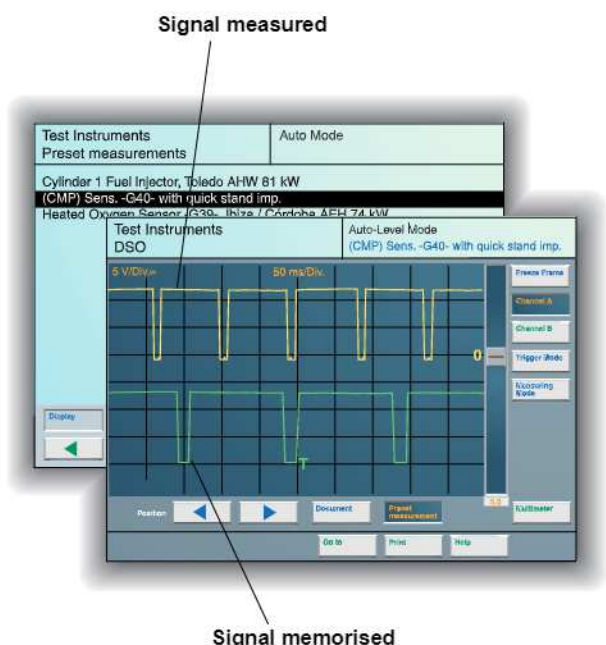 Signal measured
Test Instruments
Preset measurements
Auto Mode
Cylinder 1 Fuel Injector, Toledo AHW 81 kW
(CMP) Sens. -G40- with quick stand imp.
Heated Oxygen Sensor -G39- Ibiza / Córdoba AFH 74 kW
Test Instruments
DSO
Auto-Level Mode
(CMP) Sens. -G40- with quick stand imp.
5 V/Div.=
50 ms/Div.
Freeze Frame
Channel A
Channel B
0
Trigger Mode
Measuring
Mode
Display
T
Position
Document
Preset
measurement
Multimeter
Go to
Print
Help
Signal memorised